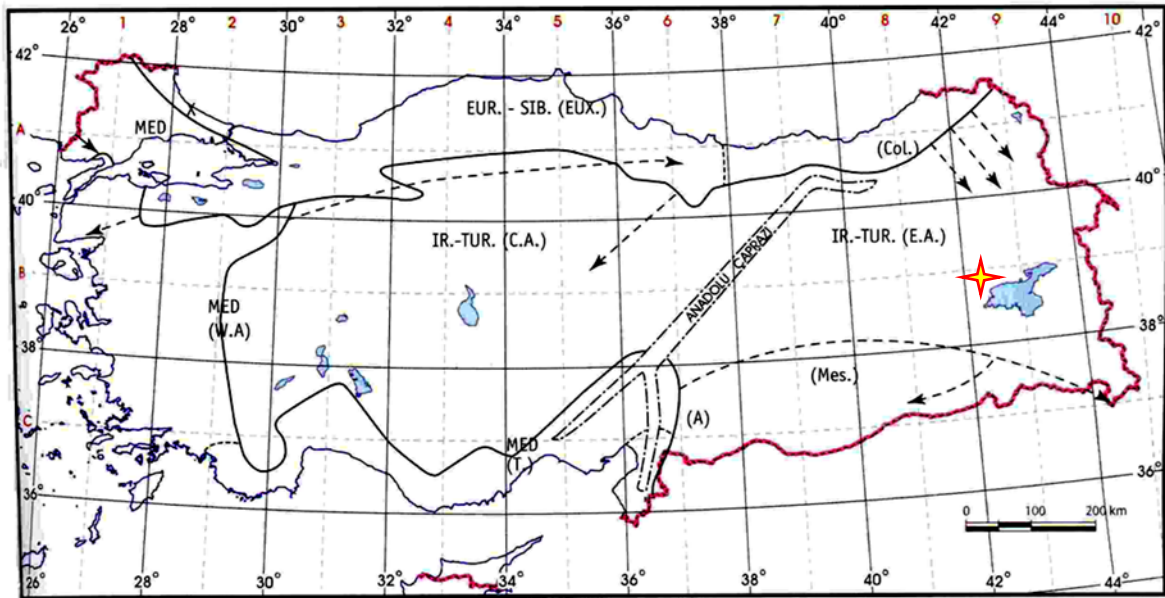 1 2 3 4 5 6 7 8 9 10
26° 28° 30° 32° 34° 36° 38° 40° 42° 44° 42°
42°
MED
EUR. - SIB. (EUX.)
A
(Col.)
40°
40°
IR.-TUR. (C.A.)
IR.-TUR. (E.A.)
ANADOLU ÇAPRAZI
B
MED
(W.A)
38°
38°
(Mes.)
C
(A)
MED
(T.)
36°
36°
0 100 200 km
26° 28° 30° 32° 34° 36° 38° 40° 42° 44°